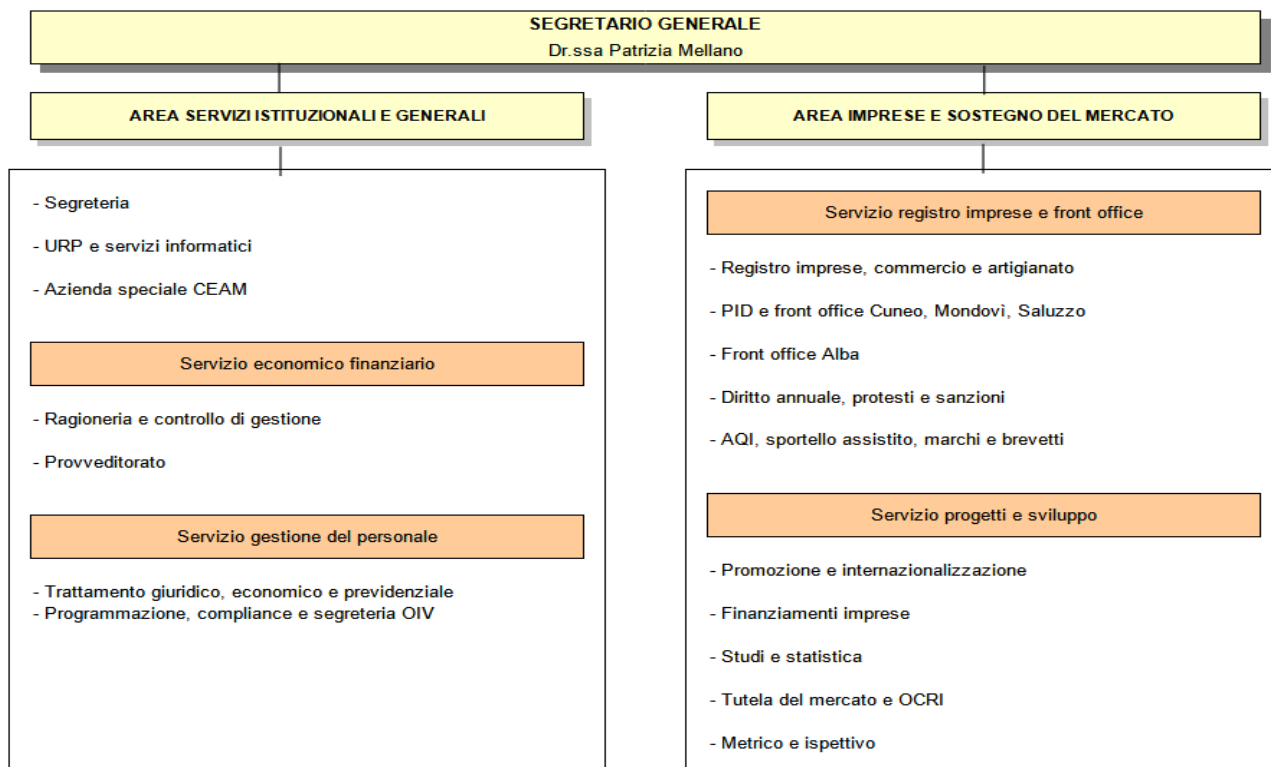 SEGRETARIO GENERALE
Dr.ssa Patrizia Mellano
AREA SERVIZI ISTITUZIONALI E GENERALI
- Segreteria
- URP e servizi informatici
- Azienda speciale CEAM
Servizio economico finanziario
- Ragioneria e controllo di gestione
- Provveditorato
Servizio gestione del personale
- Trattamento giuridico, economico e previdenziale
- Programmazione, compliance e segreteria OIV
AREA IMPRESE E SOSTEGNO DEL MERCATO
Servizio registro imprese e front office
- Registro imprese, commercio e artigianato
- PID e front office Cuneo, Mondovì, Saluzzo
- Front office Alba
- Diritto annuale, protesti e sanzioni
- AQI, sportello assistito, marchi e brevetti
Servizio progetti e sviluppo
- Promozione e internazionalizzazione
- Finanziamenti imprese
- Studi e statistica
- Tutela del mercato e OCRI
- Metrico e ispettivo